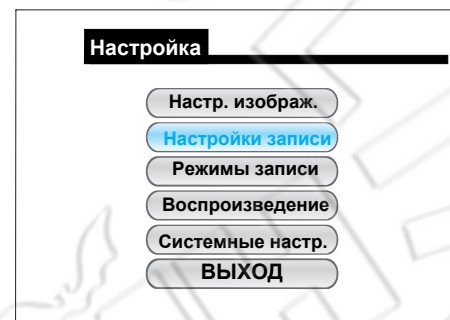 Настройка
Настр. изображ.
Настройки записи
Режимы записи
Воспроизведение
Системные настр.
ВЫХОД